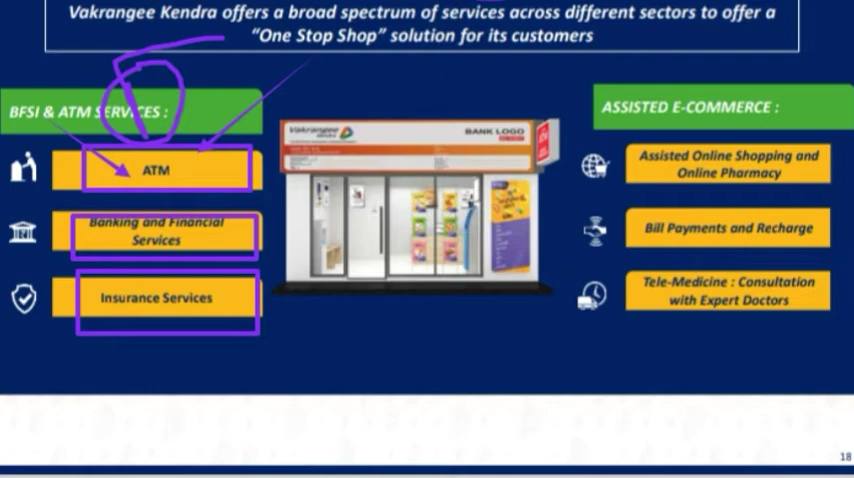 Vakrangee Kendra offers a broad spectrum of services across different sectors to offer a
"One Stop Shop" solution for its customers
BFSI & ATM SERVICES :
ATM
Banking and Financial
Services
Insurance Services
vakrangee
BANK LOGO
ATM
ASSISTED E-COMMERCE :
Assisted Online Shopping and
Online Pharmacy
Bill Payments and Recharge
Tele-Medicine : Consultation
with Expert Doctors
18